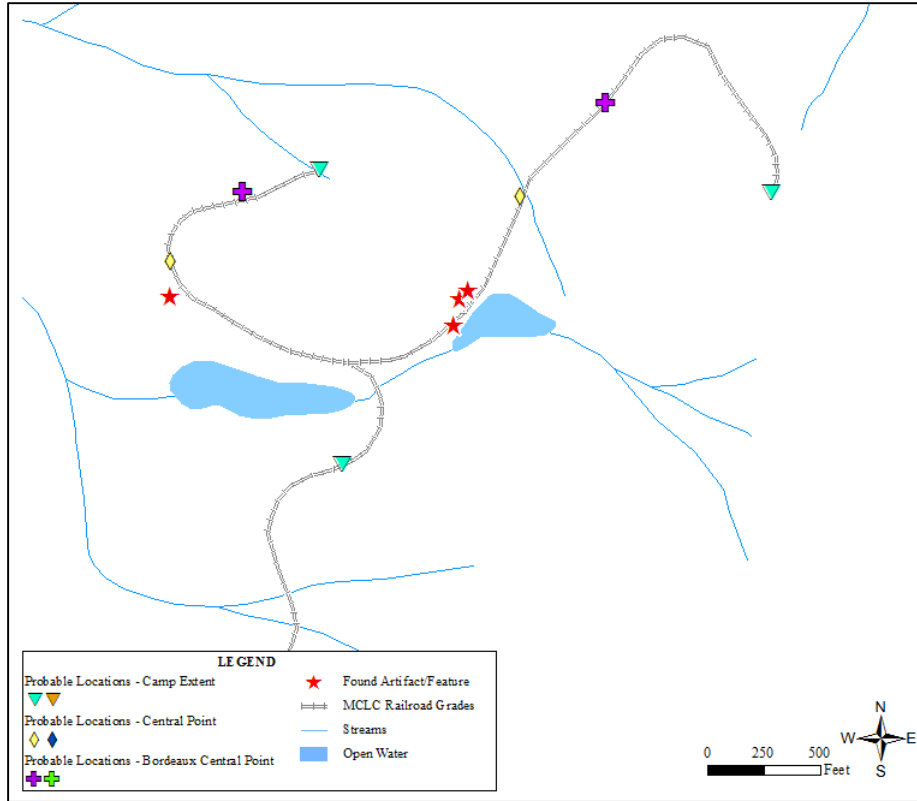 LEGEND
Probable Locations - Camp Extent
Probable Locations - Central Point
Probable Locations - Bordeaux Central Point
Found Artifact/Feature
MCLC Railroad Grades
Streams
Open Water
0 250 500
Feet
N
W E
S